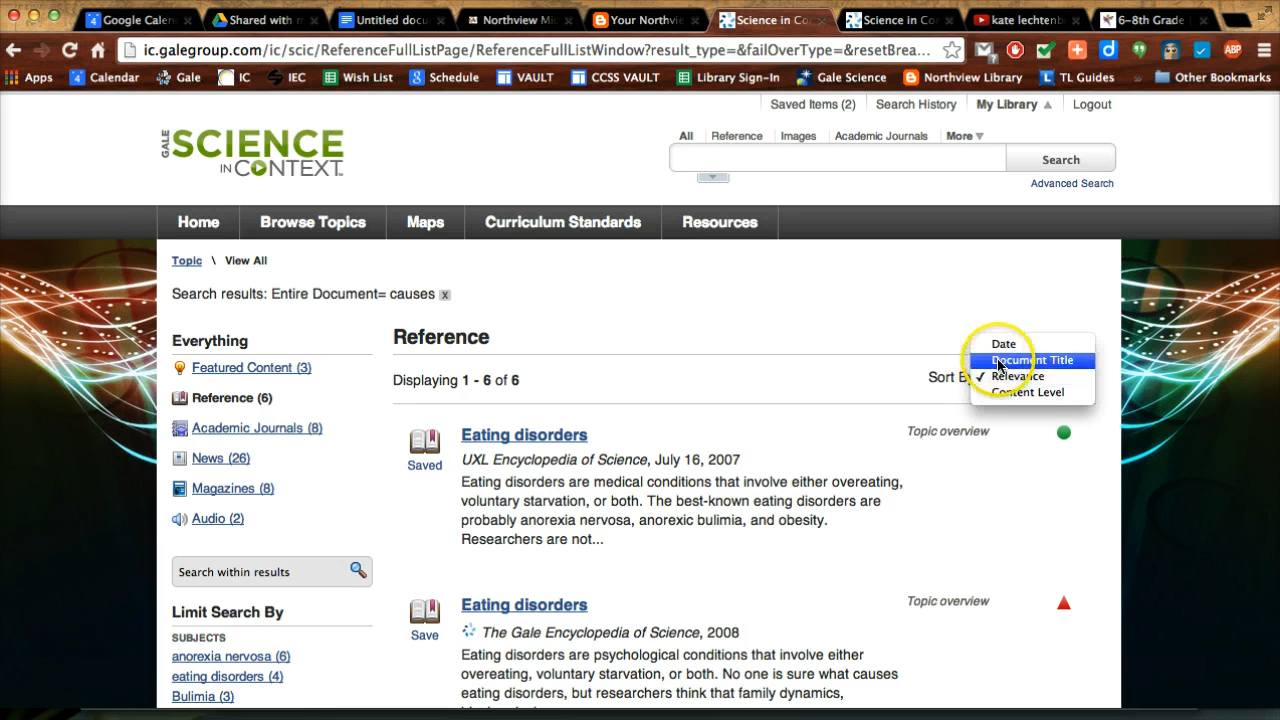 Google Calen
Shared with m
Untitled docu
Northview Mi
Your Northvi
Science in Co
Science in Co
kate lechtenb
6–8th Grade
ic.galegroup.com/ic/scic/ReferenceFullListPage/ReferenceFullListWindow?result_type=&failOverType=&resetBrea...
Apps
Calendar
Gale
IC
IEC
Wish List
Schedule
VAULT
CCSS VAULT
Library Sign-In
Gale Science
Northview Library
TL Guides
»
Other Bookmarks
Saved Items (2)
Search History
My Library
Logout
GALE
SCIENCE
IN CONTEXT
All
Reference
Images
Academic Journals
More
Search
Advanced Search
Home
Browse Topics
Maps
Curriculum Standards
Resources
Topic \ View All
Search results: Entire Document= causes x
Everything
Featured Content (3)
Reference (6)
Academic Journals (8)
News (26)
Magazines (8)
Audio (2)
Search within results
Limit Search By
SUBJECTS
anorexia nervosa (6)
eating disorders (4)
Bulimia (3)
Reference
Displaying 1 - 6 of 6
Sort By
Date
Document Title
✓ Relevance
Content Level
Eating disorders
Topic overview
Saved
UXL Encyclopedia of Science, July 16, 2007
Eating disorders are medical conditions that involve either overeating,
voluntary starvation, or both. The best-known eating disorders are
probably anorexia nervosa, anorexic bulimia, and obesity.
Researchers are not...
Eating disorders
Topic overview
Save
The Gale Encyclopedia of Science, 2008
Eating disorders are psychological conditions that involve either
overeating, voluntary starvation, or both. No one is sure what causes
eating disorders, but researchers think that family dynamics,